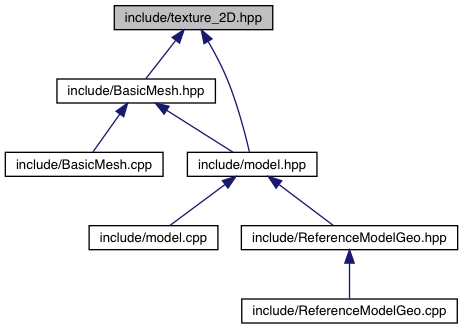 include/texture_2D.hpp
include/BasicMesh.hpp
include/BasicMesh.cpp
include/model.hpp
include/model.cpp
include/ReferenceModelGeo.hpp
include/ReferenceModelGeo.cpp